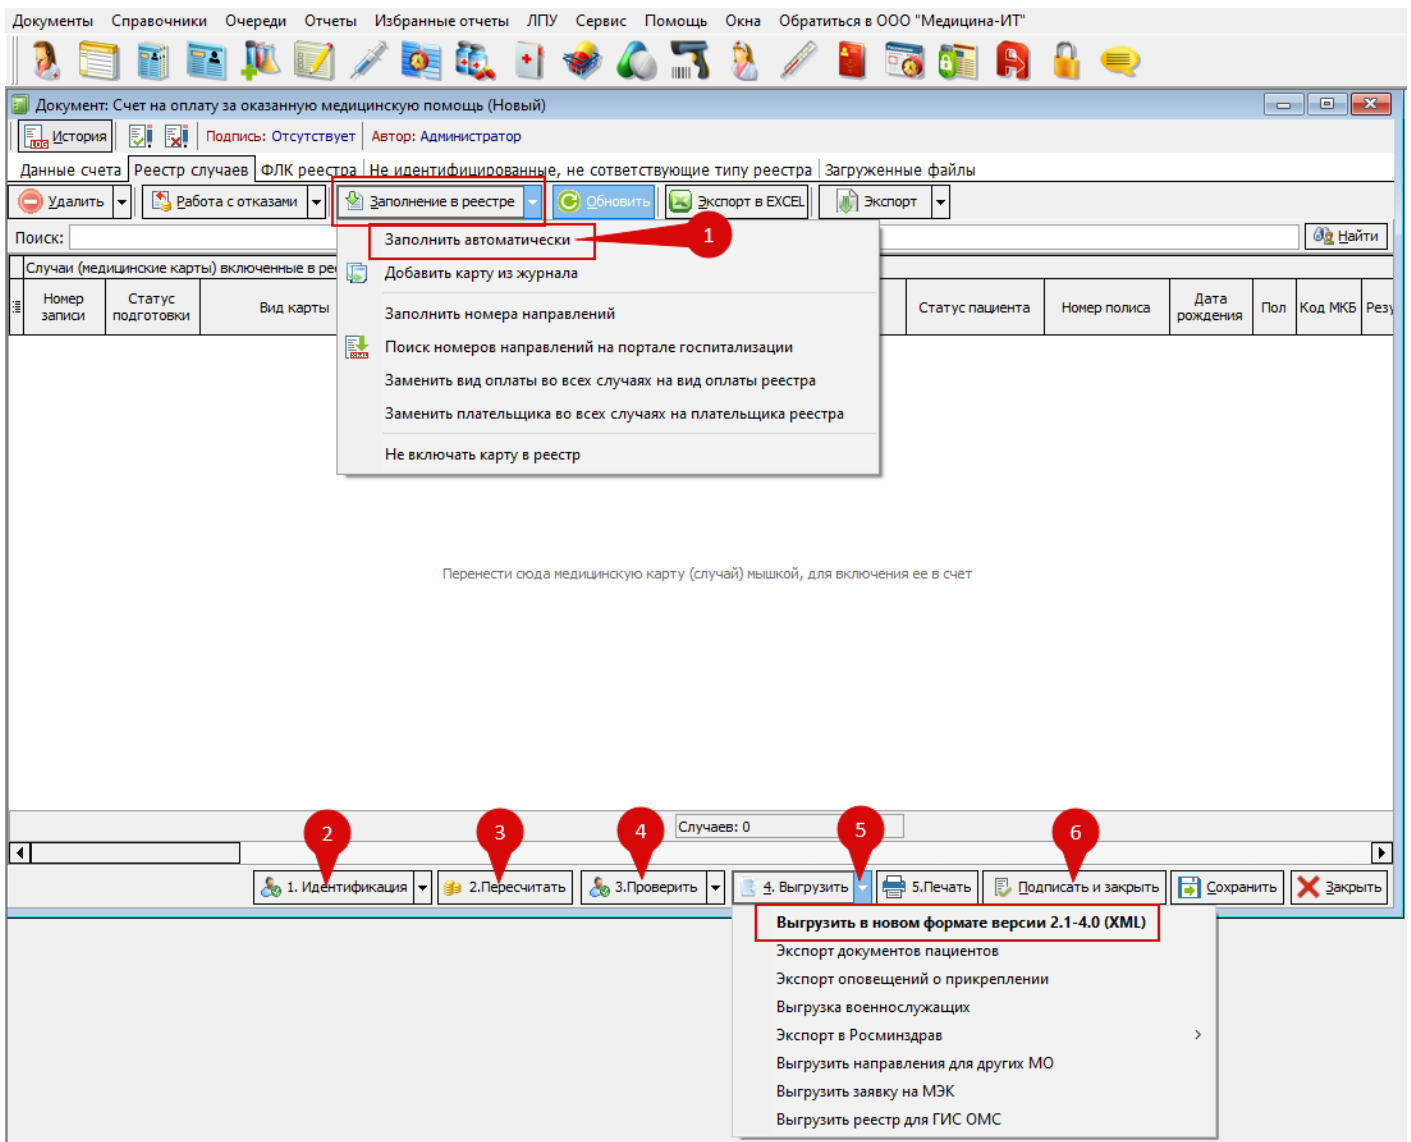 Документы Справочники Очереди Отчеты Избранные отчеты ЛПУ Сервис Помощь Окна Обратиться в ООО "Медицина-ИТ"
Документ: Счет на оплату за оказанную медицинскую помощь (Новый)
LOG История Подпись: Отсутствует Автор: Администратор
Данные счета Реестр случаев ФЛК реестра Не идентифицированные, не сответствующие типу реестра Загруженные файлы
Удалить Работа с отказами Заполнение в реестре Обновить Экспорт в EXCEL Экспорт
Поиск: Найти
Заполнить автоматически 1
Случаи (медицинские карты) включенные в рее
Добавить карту из журнала
Номер записи Статус подготовки Вид карты Статус пациента Номер полиса Дата рождения Пол Код МКБ Резу
Заполнить номера направлений
Поиск номеров направлений на портале госпитализации
Заменить вид оплаты во всех случаях на вид оплаты реестра
Заменить плательщика во всех случаях на плательщика реестра
Не включать карту в реестр
Перенести сюда медицинскую карту (случай) мышкой, для включения ее в счет
Случаев: 0
2 3 4 5 6
1. Идентификация 2.Пересчитать 3.Проверить 4. Выгрузить 5.Печать Подписать и закрыть Сохранить Закрыть
Выгрузить в новом формате версии 2.1-4.0 (XML)
Экспорт документов пациентов
Экспорт оповещений о прикреплении
Выгрузка военнослужащих
Экспорт в Росминздрав
Выгрузить направления для других МО
Выгрузить заявку на МЭК
Выгрузить реестр для ГИС ОМС